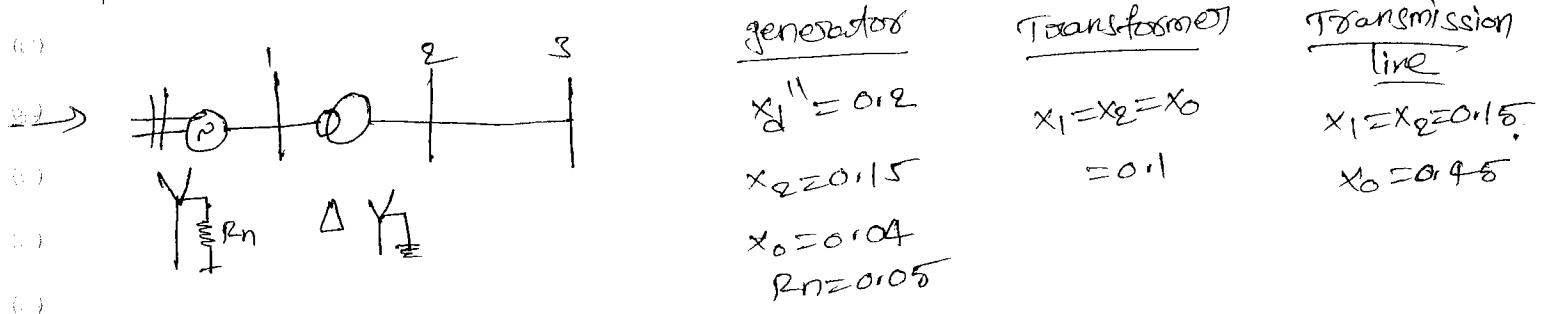 generator Transformer Transmission line
1 2 3
x_d" = 0.2 x1 = x2 = x0 x1 = x2 = 0.15
x2 = 0.15 = 0.1 x0 = 0.45
Rn Δ Y
x0 = 0.04
Rn = 0.05